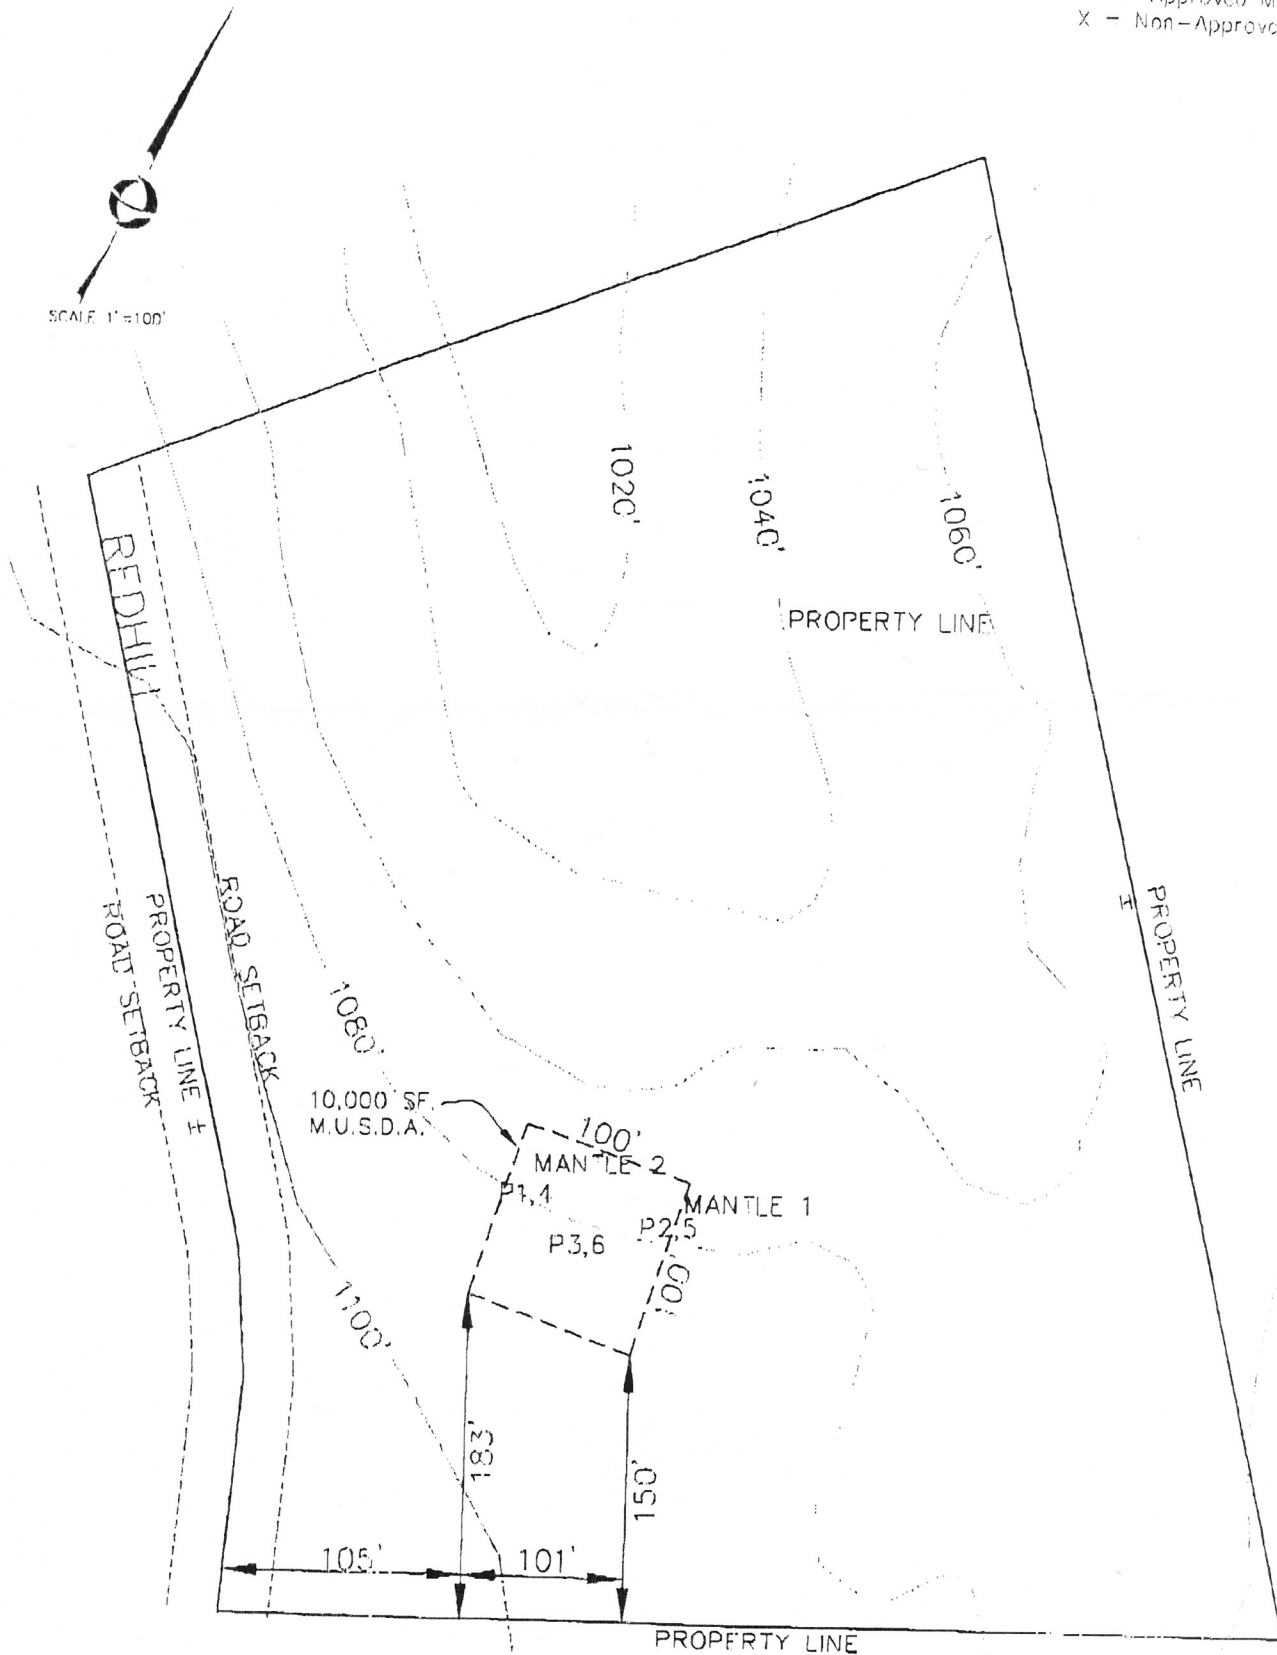 X - Non-Approve
SCALE 1"=100'
1020'
1040'
1060'
REDHILL
PROPERTY LINE
ROAD SETBACK
PROPERTY LINE ±
ROAD SETBACK
PROPERTY LINE
±
1080'
10,000 SF.
M.U.S.D.A.
100'
MANTLE 2
P1,4
MANTLE 1
P2,5
P3,6
100'
1100'
183'
150'
105'
101'
PROPERTY LINE